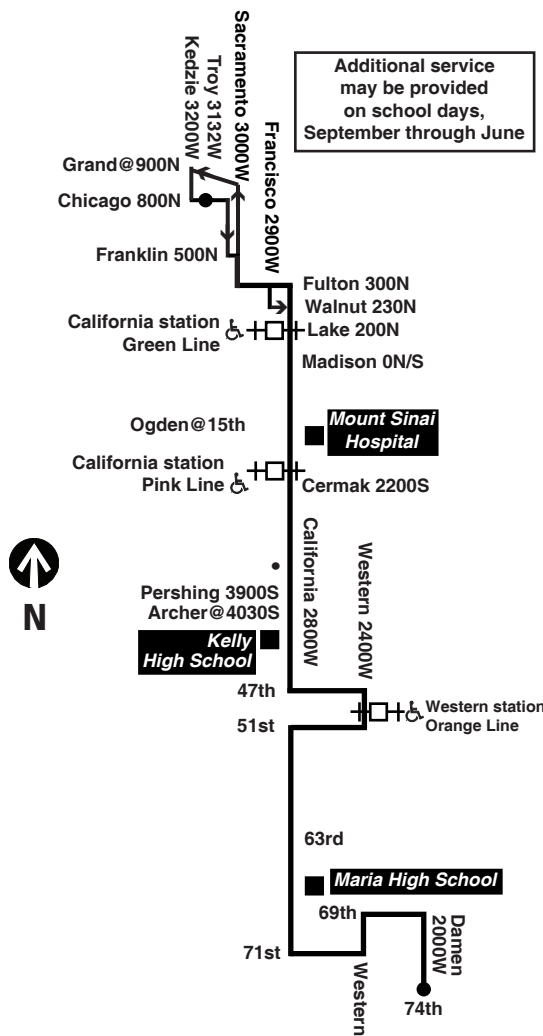 Additional service
may be provided
on school days,
September through June
Kedzie 3200W
Troy 3132W
Sacramento 3000W
Francisco 2900W
Grand@900N
Chicago 800N
Franklin 500N
Fulton 300N
Walnut 230N
California station
Green Line
Lake 200N
Madison 0N/S
Ogden@15th
Mount Sinai
Hospital
California station
Pink Line
Cermak 2200S
California 2800W
Western 2400W
N
Pershing 3900S
Archer@4030S
Kelly
High School
47th
Western station
Orange Line
51st
63rd
Maria High School
69th
Damen
2000W
71st
Western
74th